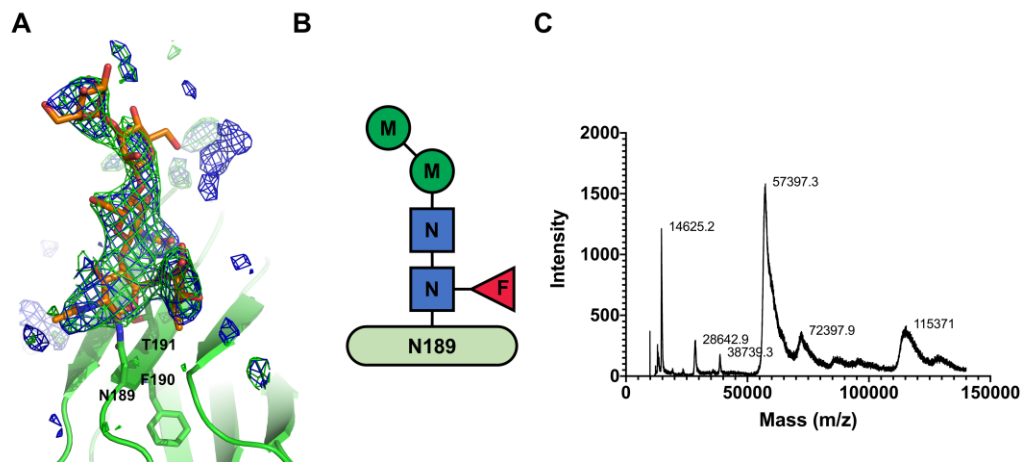 A
T191
F190
N189
B
M
M
N
N
F
N189
C
2000
1500
1000
500
0
Intensity
57397.3
14625.2
28642.9
38739.3
72397.9
115371
0
50000
100000
150000
Mass (m/z)